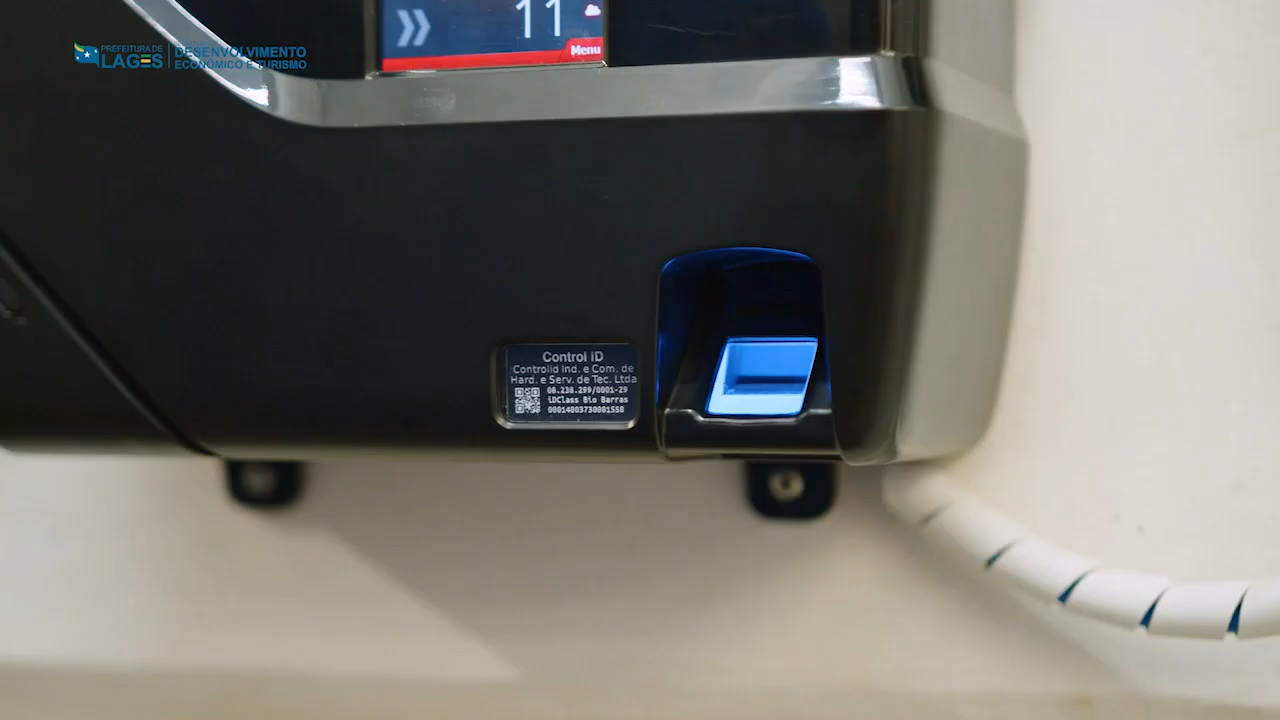 PREFEITURA DE
LAGES
DESENVOLVIMENTO
ECONÔMICO E TURISMO
11
Menu
Control iD
Controlid Ind. e Com. de
Hard. e Serv. de Tec. Ltda
08.238.299/0001-29
iDClass Bio Barras
00014003730001558